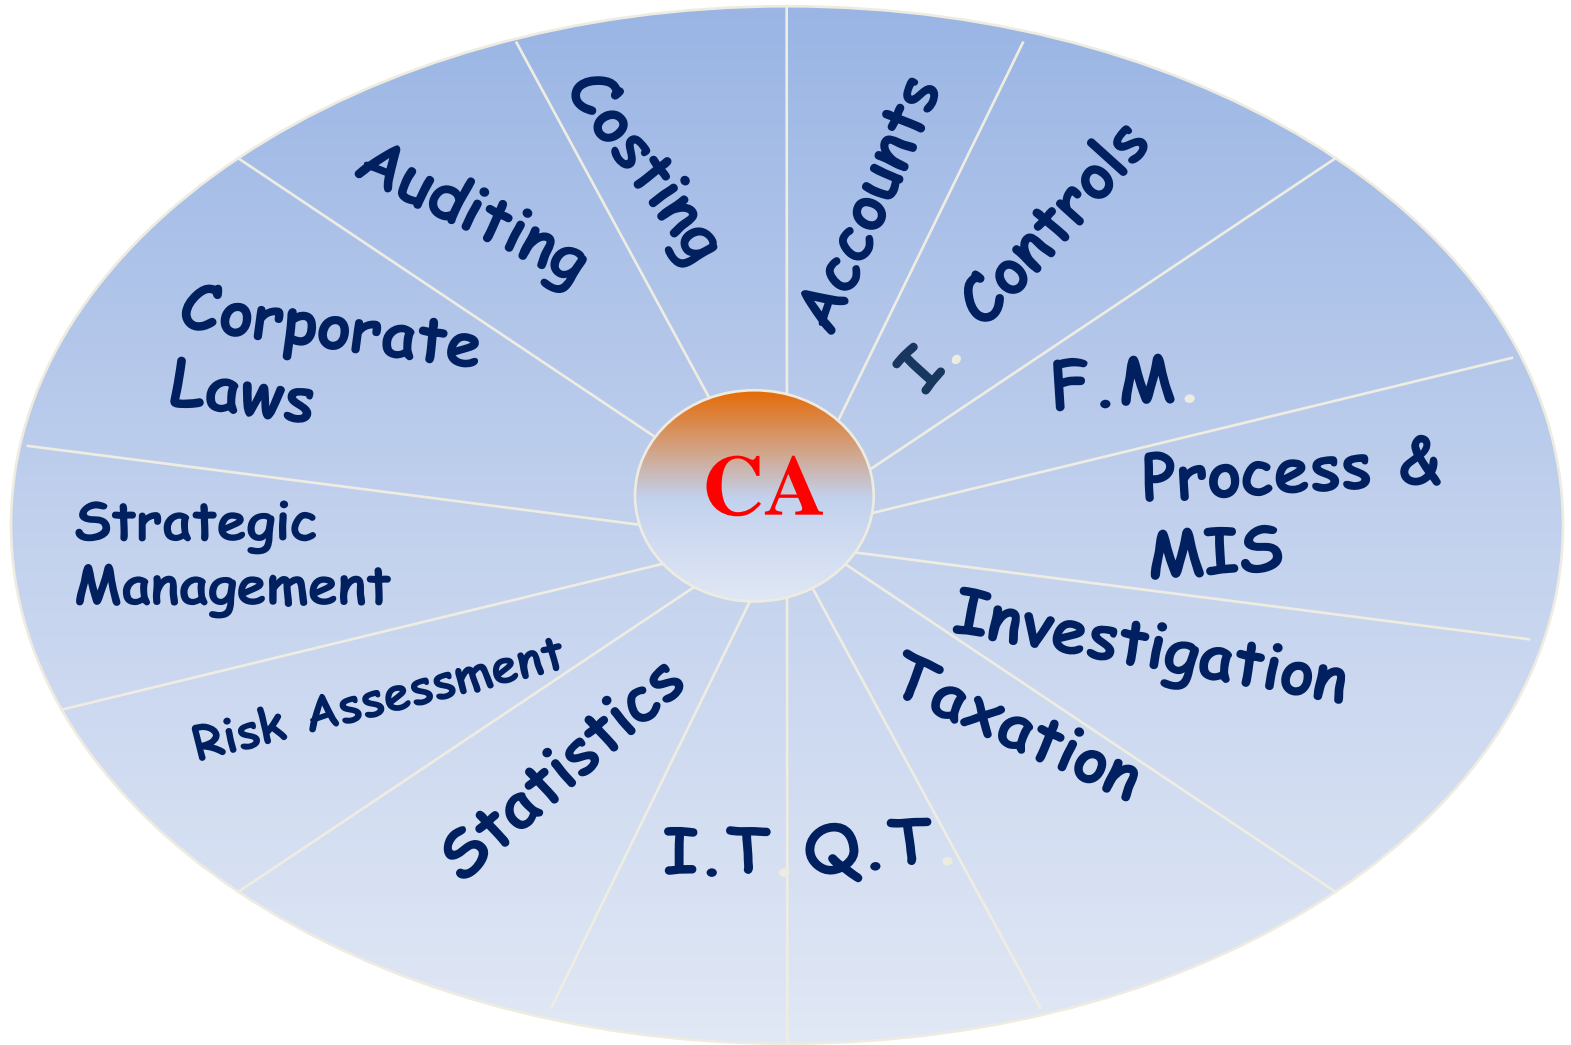 Costing
Accounts
I. Controls
F.M.
Process &
MIS
Investigation
Taxation
Q.T.
I.T.
Statistics
Risk Assessment
Strategic
Management
Corporate
Laws
Auditing
CA